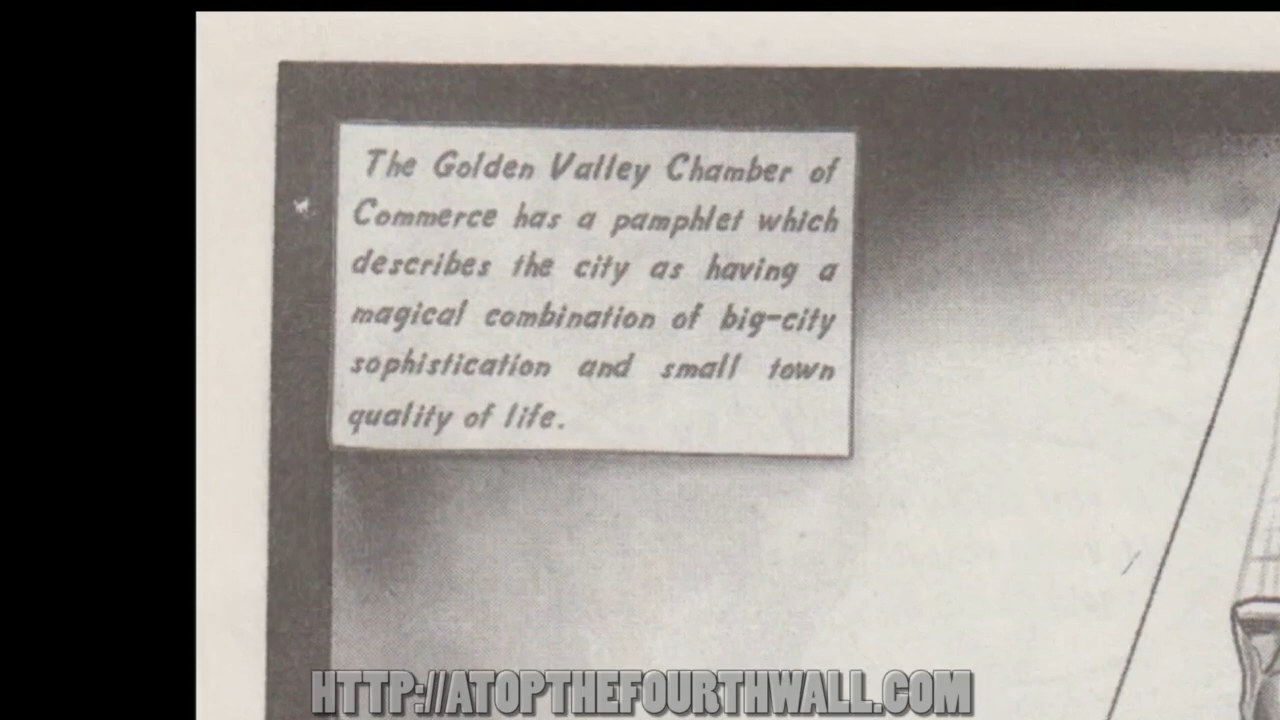 The Golden Valley Chamber of
Commerce has a pamphlet which
describes the city as having a
magical combination of big-city
sophistication and small town
quality of life.
HTTP://ATOPTHEFOURTHWALL.COM